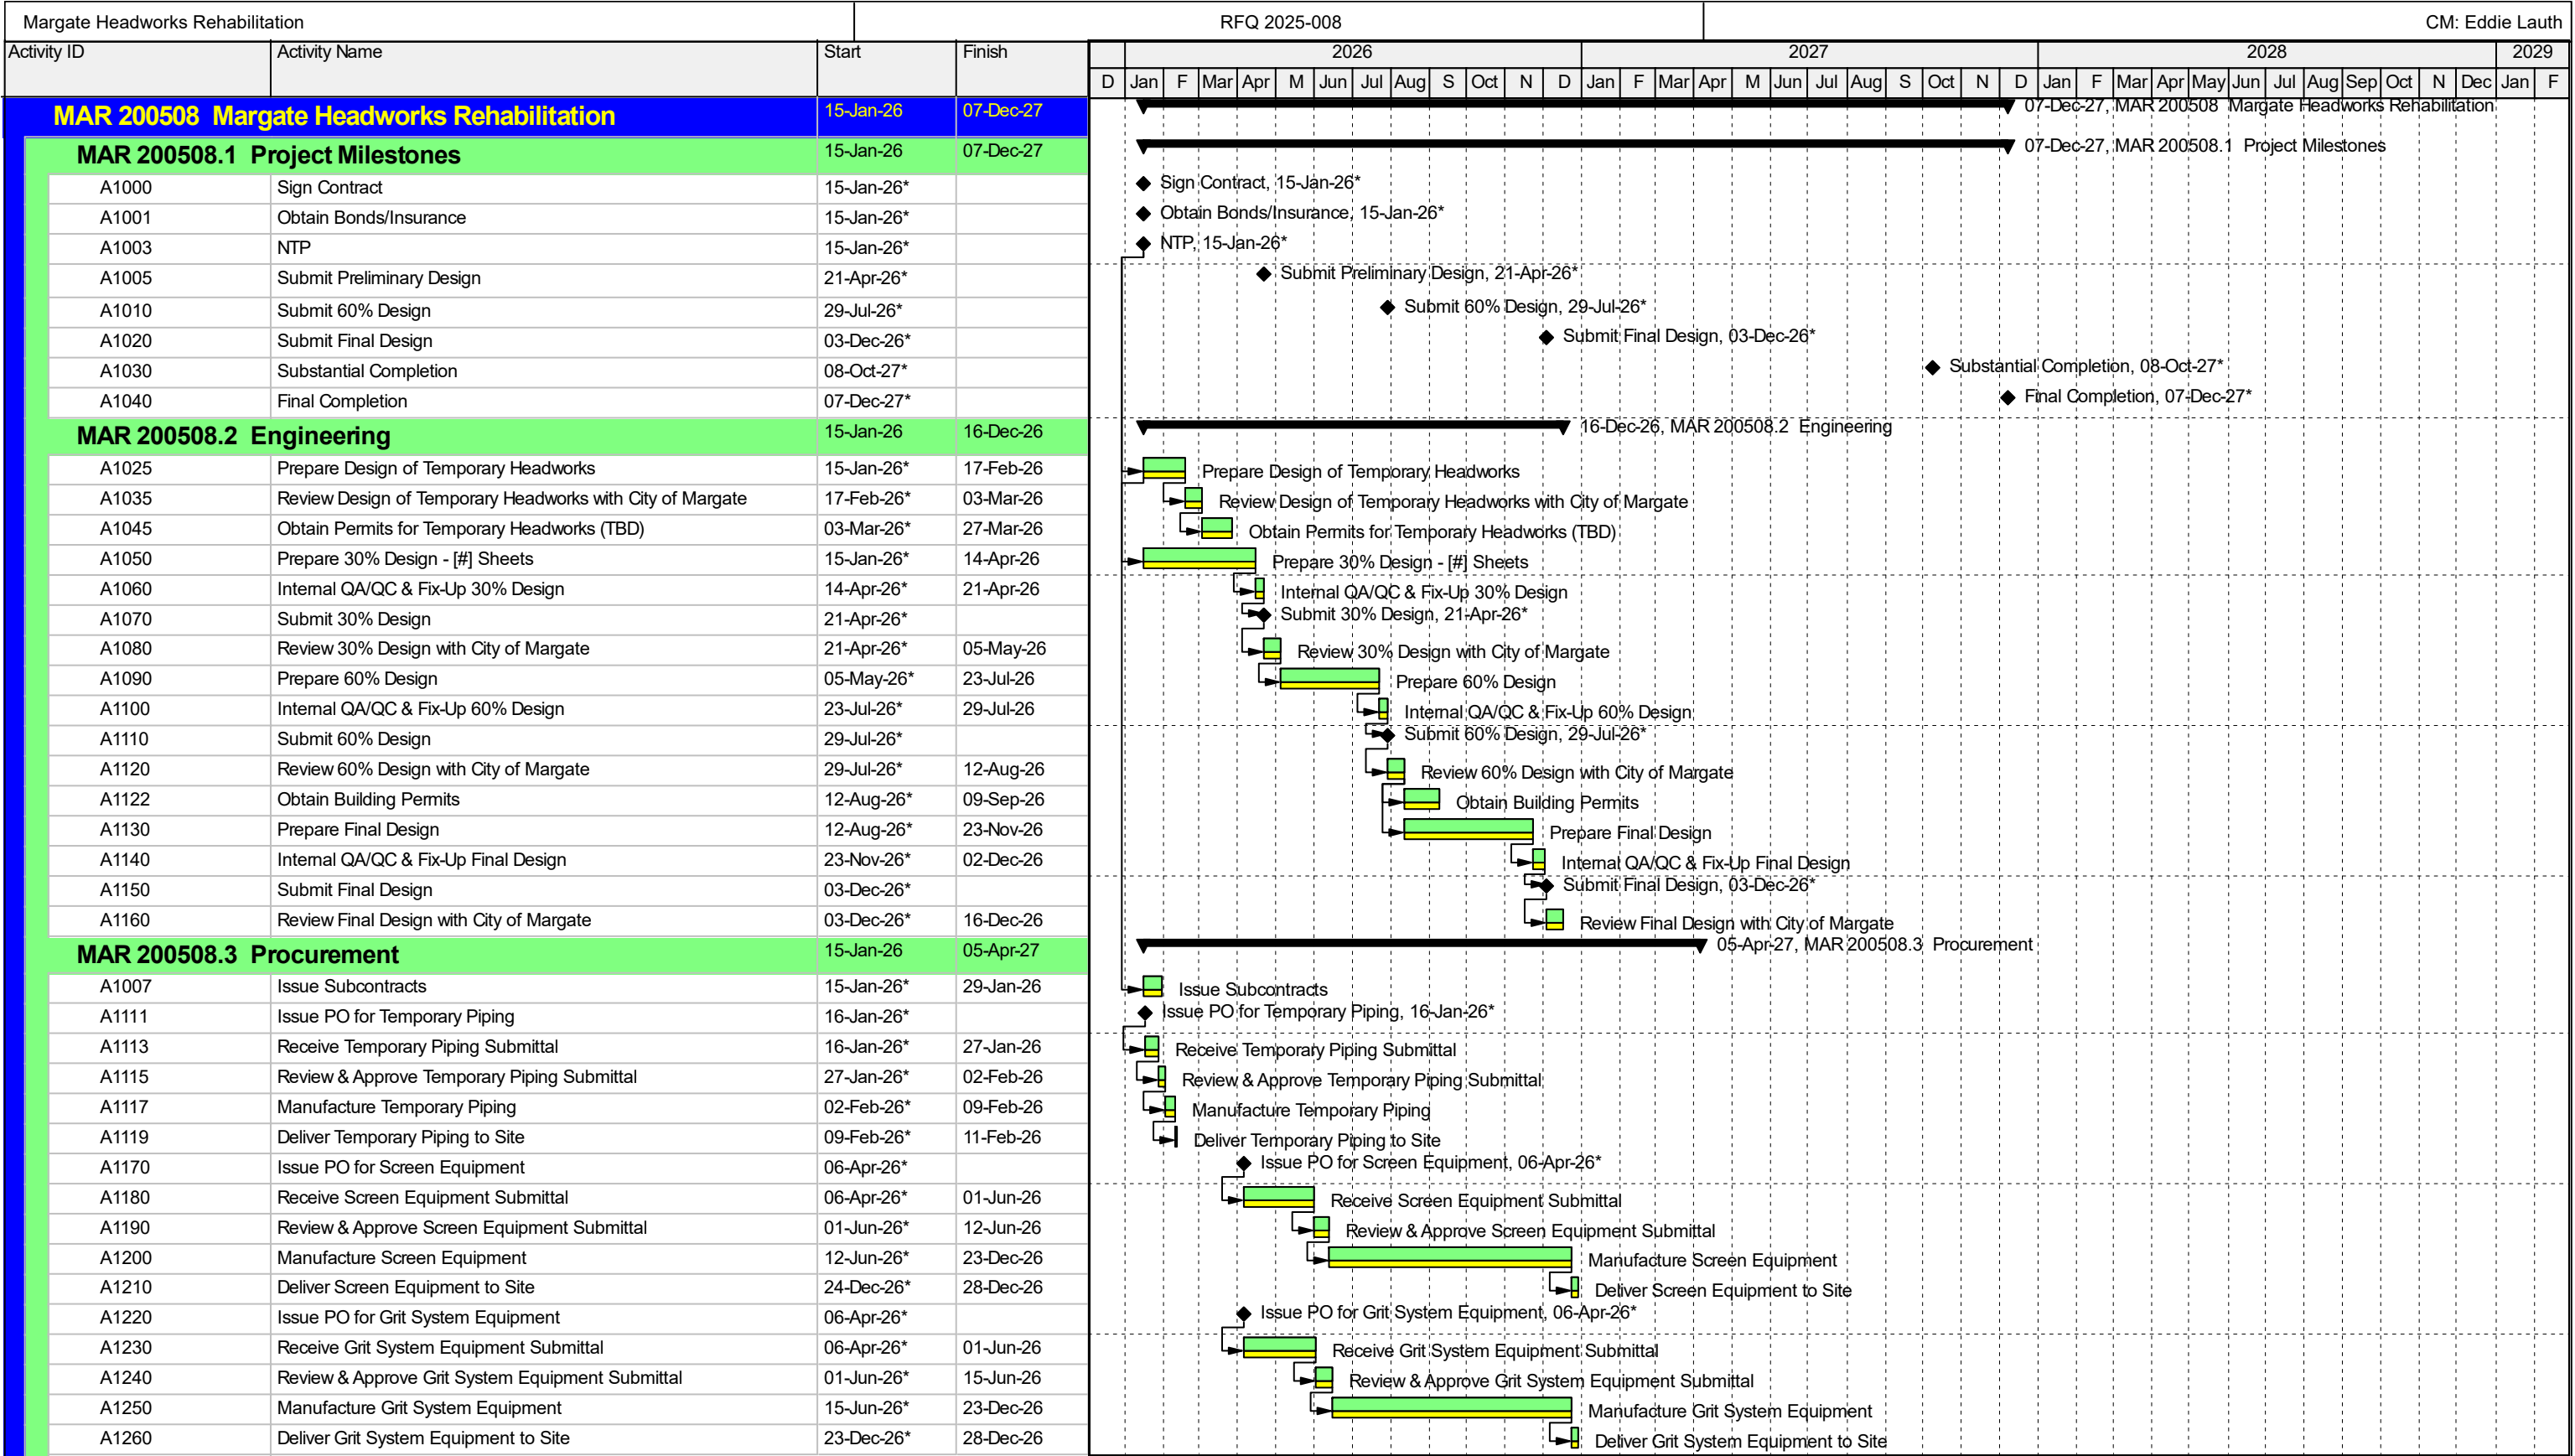 Margate Headworks Rehabilitation RFQ 2025-008 CM: Eddie Lauth
Activity ID Activity Name Start Finish 2026 2027 2028 2029
D Jan F Mar Apr M Jun Jul Aug S Oct N D Jan F Mar Apr M Jun Jul Aug S Oct N D Jan F Mar Apr May Jun Jul Aug Sep Oct N Dec Jan F
MAR 200508 Margate Headworks Rehabilitation 15-Jan-26 07-Dec-27 07-Dec-27, MAR 200508 Margate Headworks Rehabilitation
MAR 200508.1 Project Milestones 15-Jan-26 07-Dec-27 07-Dec-27, MAR 200508.1 Project Milestones
A1000 Sign Contract 15-Jan-26* Sign Contract, 15-Jan-26*
A1001 Obtain Bonds/Insurance 15-Jan-26* Obtain Bonds/Insurance, 15-Jan-26*
A1003 NTP 15-Jan-26* NTP, 15-Jan-26*
A1005 Submit Preliminary Design 21-Apr-26* Submit Preliminary Design, 21-Apr-26*
A1010 Submit 60% Design 29-Jul-26* Submit 60% Design, 29-Jul-26*
A1020 Submit Final Design 03-Dec-26* Submit Final Design, 03-Dec-26*
A1030 Substantial Completion 08-Oct-27* Substantial Completion, 08-Oct-27*
A1040 Final Completion 07-Dec-27* Final Completion, 07-Dec-27*
MAR 200508.2 Engineering 15-Jan-26 16-Dec-26 16-Dec-26, MAR 200508.2 Engineering
A1025 Prepare Design of Temporary Headworks 15-Jan-26* 17-Feb-26 Prepare Design of Temporary Headworks
A1035 Review Design of Temporary Headworks with City of Margate 17-Feb-26* 03-Mar-26 Review Design of Temporary Headworks with City of Margate
A1045 Obtain Permits for Temporary Headworks (TBD) 03-Mar-26* 27-Mar-26 Obtain Permits for Temporary Headworks (TBD)
A1050 Prepare 30% Design - [#] Sheets 15-Jan-26* 14-Apr-26 Prepare 30% Design - [#] Sheets
A1060 Internal QA/QC & Fix-Up 30% Design 14-Apr-26* 21-Apr-26 Internal QA/QC & Fix-Up 30% Design
A1070 Submit 30% Design 21-Apr-26* Submit 30% Design, 21-Apr-26*
A1080 Review 30% Design with City of Margate 21-Apr-26* 05-May-26 Review 30% Design with City of Margate
A1090 Prepare 60% Design 05-May-26* 23-Jul-26 Prepare 60% Design
A1100 Internal QA/QC & Fix-Up 60% Design 23-Jul-26* 29-Jul-26 Internal QA/QC & Fix-Up 60% Design
A1110 Submit 60% Design 29-Jul-26* Submit 60% Design, 29-Jul-26*
A1120 Review 60% Design with City of Margate 29-Jul-26* 12-Aug-26 Review 60% Design with City of Margate
A1122 Obtain Building Permits 12-Aug-26* 09-Sep-26 Obtain Building Permits
A1130 Prepare Final Design 12-Aug-26* 23-Nov-26 Prepare Final Design
A1140 Internal QA/QC & Fix-Up Final Design 23-Nov-26* 02-Dec-26 Internal QA/QC & Fix-Up Final Design
A1150 Submit Final Design 03-Dec-26* Submit Final Design, 03-Dec-26*
A1160 Review Final Design with City of Margate 03-Dec-26* 16-Dec-26 Review Final Design with City of Margate
MAR 200508.3 Procurement 15-Jan-26 05-Apr-27 05-Apr-27, MAR 200508.3 Procurement
A1007 Issue Subcontracts 15-Jan-26* 29-Jan-26 Issue Subcontracts
A1111 Issue PO for Temporary Piping 16-Jan-26* Issue PO for Temporary Piping, 16-Jan-26*
A1113 Receive Temporary Piping Submittal 16-Jan-26* 27-Jan-26 Receive Temporary Piping Submittal
A1115 Review & Approve Temporary Piping Submittal 27-Jan-26* 02-Feb-26 Review & Approve Temporary Piping Submittal
A1117 Manufacture Temporary Piping 02-Feb-26* 09-Feb-26 Manufacture Temporary Piping
A1119 Deliver Temporary Piping to Site 09-Feb-26* 11-Feb-26 Deliver Temporary Piping to Site
A1170 Issue PO for Screen Equipment 06-Apr-26* Issue PO for Screen Equipment, 06-Apr-26*
A1180 Receive Screen Equipment Submittal 06-Apr-26* 01-Jun-26 Receive Screen Equipment Submittal
A1190 Review & Approve Screen Equipment Submittal 01-Jun-26* 12-Jun-26 Review & Approve Screen Equipment Submittal
A1200 Manufacture Screen Equipment 12-Jun-26* 23-Dec-26 Manufacture Screen Equipment
A1210 Deliver Screen Equipment to Site 24-Dec-26* 28-Dec-26 Deliver Screen Equipment to Site
A1220 Issue PO for Grit System Equipment 06-Apr-26* Issue PO for Grit System Equipment, 06-Apr-26*
A1230 Receive Grit System Equipment Submittal 06-Apr-26* 01-Jun-26 Receive Grit System Equipment Submittal
A1240 Review & Approve Grit System Equipment Submittal 01-Jun-26* 15-Jun-26 Review & Approve Grit System Equipment Submittal
A1250 Manufacture Grit System Equipment 15-Jun-26* 23-Dec-26 Manufacture Grit System Equipment
A1260 Deliver Grit System Equipment to Site 23-Dec-26* 28-Dec-26 Deliver Grit System Equipment to Site